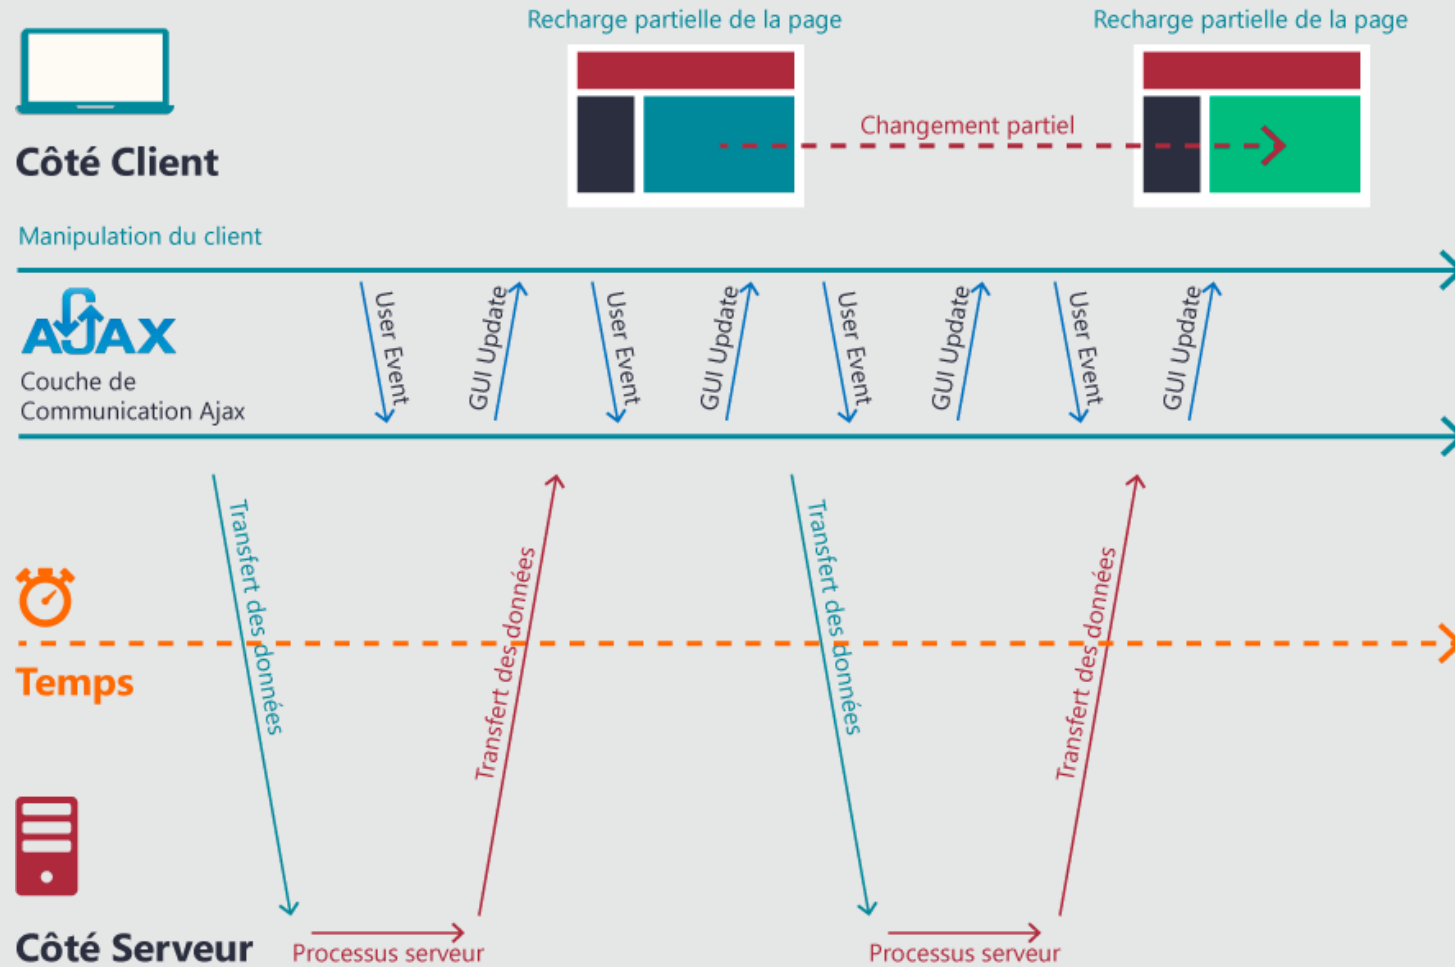 Recharge partielle de la page
Recharge partielle de la page
Changement partiel
Côté Client
Manipulation du client
AJAX
Couche de
Communication Ajax
User Event
GUI Update
User Event
GUI Update
User Event
GUI Update
User Event
GUI Update
Transfert des données
Transfert des données
Transfert des données
Transfert des données
Temps
Côté Serveur
Processus serveur
Processus serveur